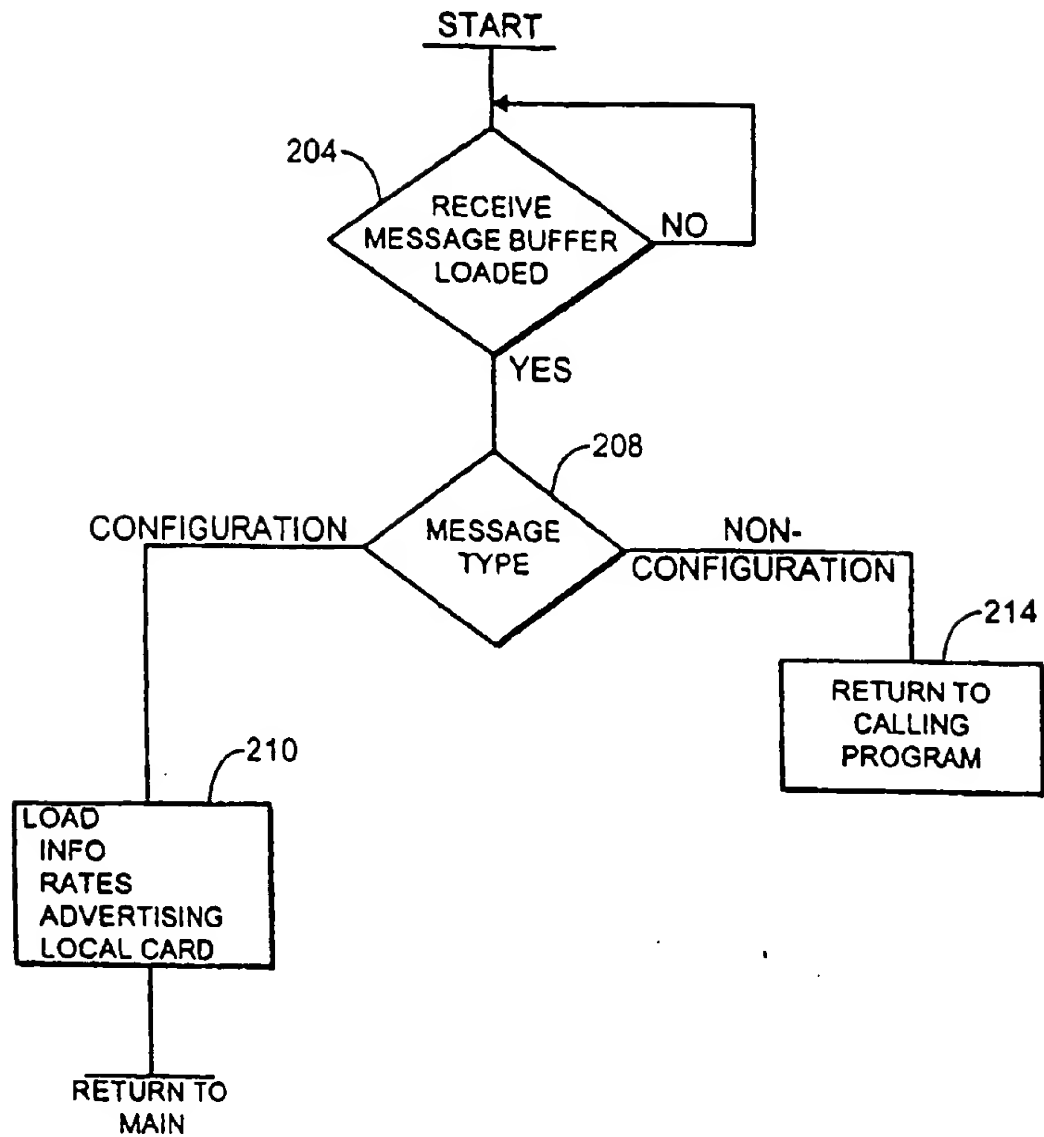 START
204
RECEIVE
MESSAGE BUFFER
LOADED
NO
YES
208
MESSAGE
TYPE
CONFIGURATION
NON-
CONFIGURATION
214
RETURN TO
CALLING
PROGRAM
210
LOAD
INFO
RATES
ADVERTISING
LOCAL CARD
RETURN TO
MAIN